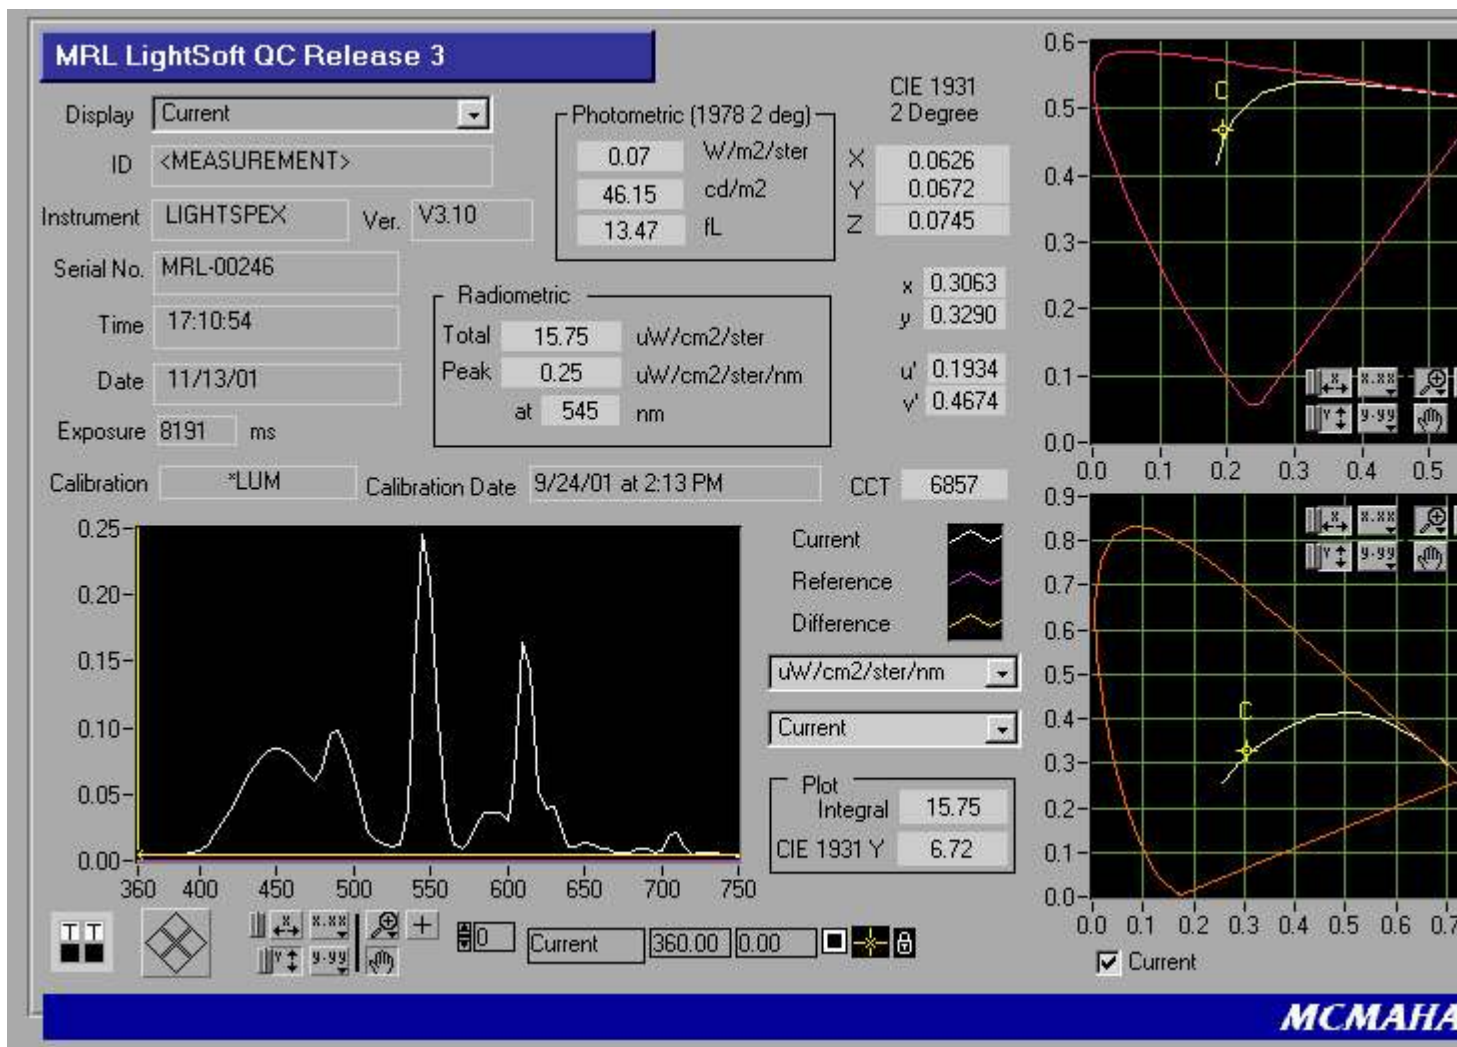 MRL LightSoft QC Release 3
Display Current
ID <MEASUREMENT>
Instrument LIGHTSPEX Ver. V3.10
Serial No. MRL-00246
Time 17:10:54
Date 11/13/01
Exposure 8191 ms
Calibration *LUM Calibration Date 9/24/01 at 2:13 PM
Photometric (1978 2 deg)
0.07 W/m2/ster
46.15 cd/m2
13.47 fL
Radiometric
Total 15.75 uW/cm2/ster
Peak 0.25 uW/cm2/ster/nm
at 545 nm
CIE 1931
2 Degree
X 0.0626
Y 0.0672
Z 0.0745
x 0.3063
y 0.3290
u' 0.1934
v' 0.4674
CCT 6857
0.6
0.5
0.4
0.3
0.2
0.1
0.0
C
X X.XX
Y Y.YY
0.0 0.1 0.2 0.3 0.4 0.5
0.9
0.8
0.7
0.6
0.5
0.4
0.3
0.2
0.1
0.0
C
X X.XX
Y Y.YY
0.0 0.1 0.2 0.3 0.4 0.5 0.6 0.7
Current
0.25
0.20
0.15
0.10
0.05
0.00
360 400 450 500 550 600 650 700 750
Current
Reference
Difference
uW/cm2/ster/nm
Current
Plot
Integral 15.75
CIE 1931 Y 6.72
T T
X X.XX
Y Y.YY
0 Current 360.00 0.00
MCMAHA